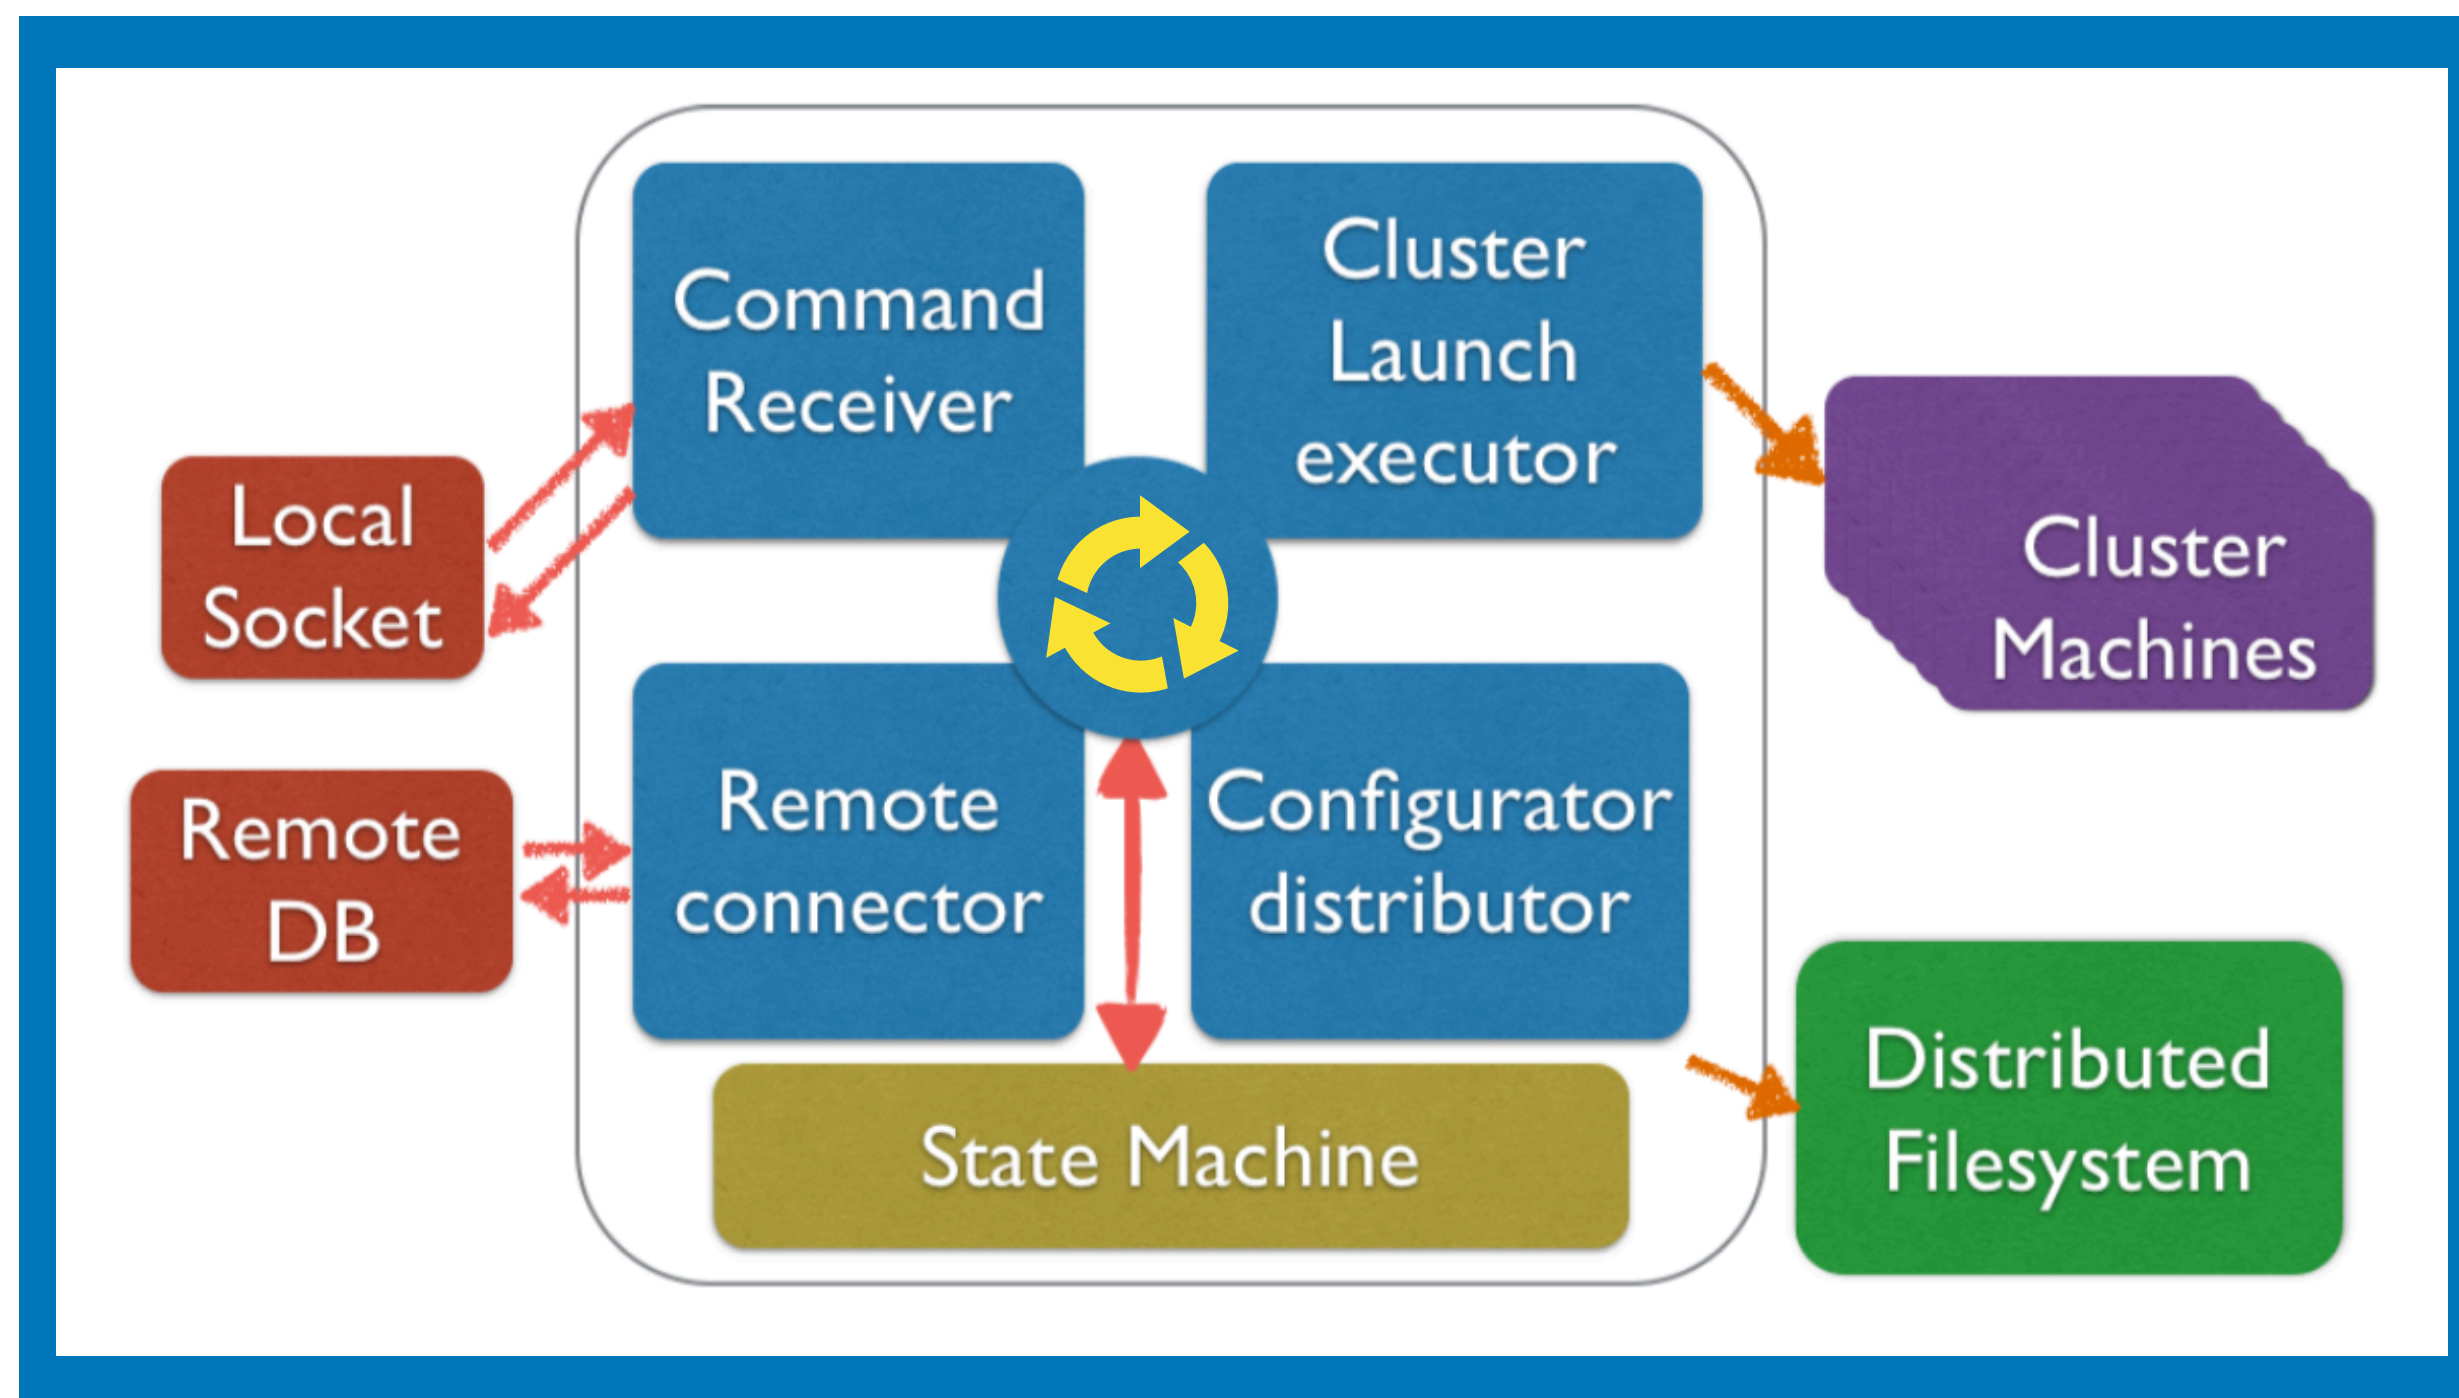 Command
Receiver
Cluster
Launch
executor
Local
Socket
Cluster
Machines
Remote
DB
Remote
connector
Configurator
distributor
State Machine
Distributed
Filesystem